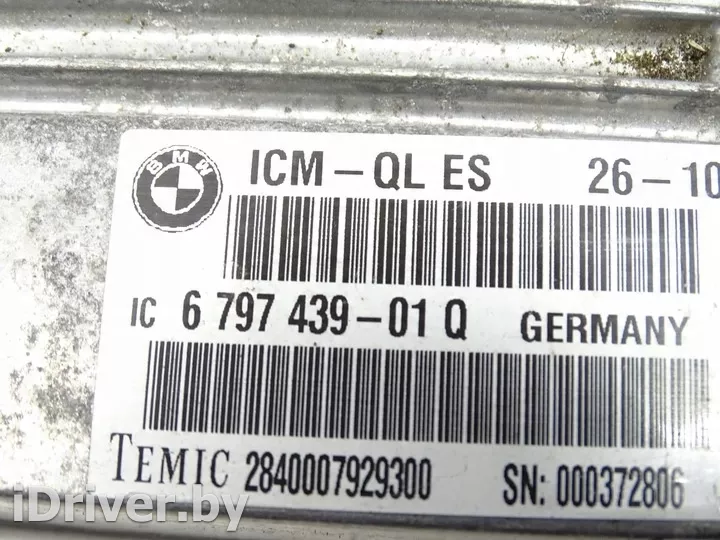 BMW
ICM-QL ES 26-10
IC 6 797 439-01 Q GERMANY
TEMIC 2840007929300 SN: 000372806
iDriver.by